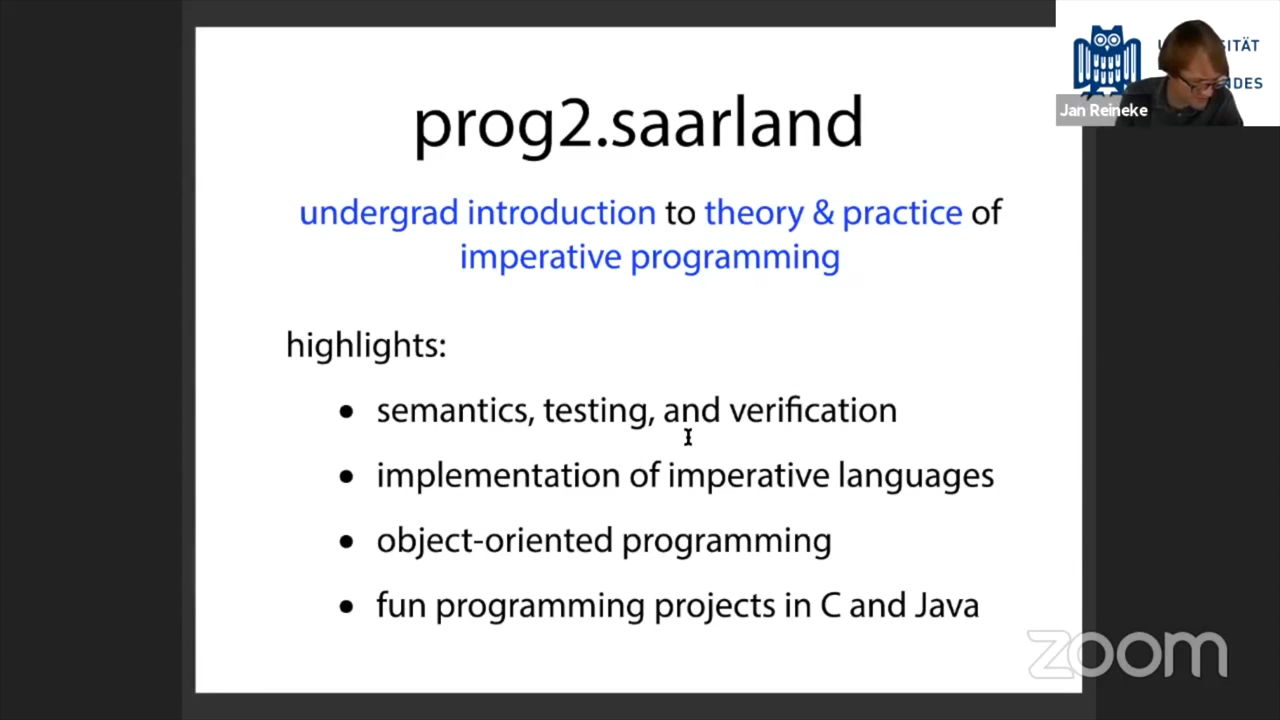 prog2.saarland
undergrad introduction to theory & practice of
imperative programming
highlights:
• semantics, testing, and verification
• implementation of imperative languages
• object-oriented programming
• fun programming projects in C and Java
Jan Reineke
zoom